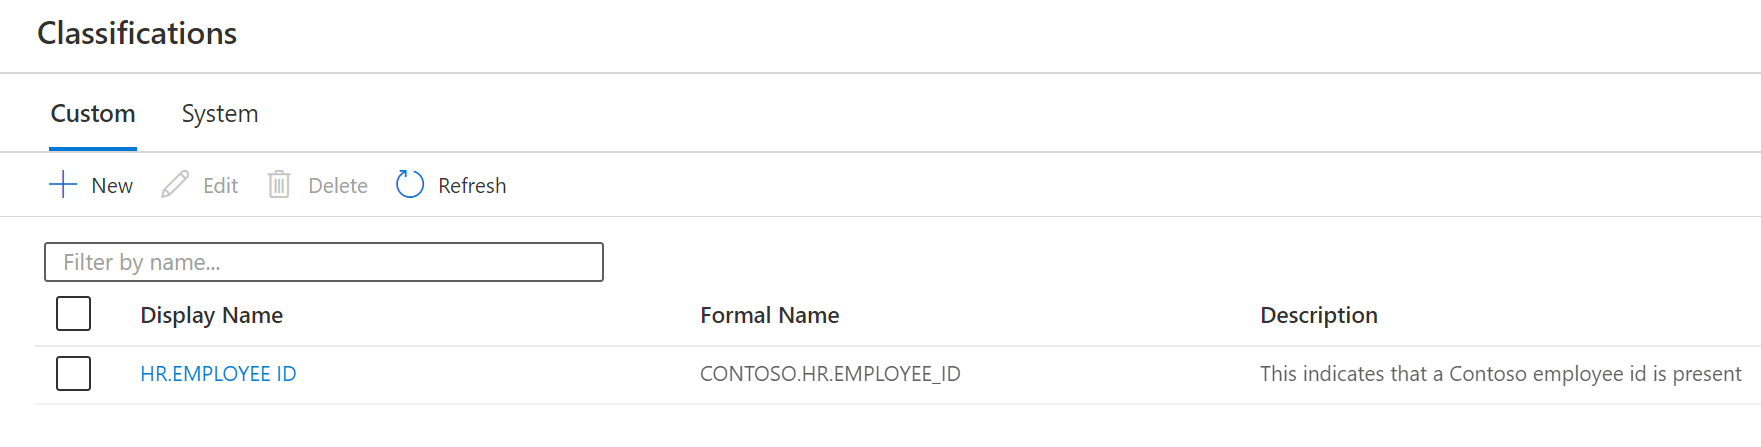 Classifications
Custom System
New Edit Delete Refresh
Filter by name...
Display Name Formal Name Description
HR.EMPLOYEE ID CONTOSO.HR.EMPLOYEE_ID This indicates that a Contoso employee id is present